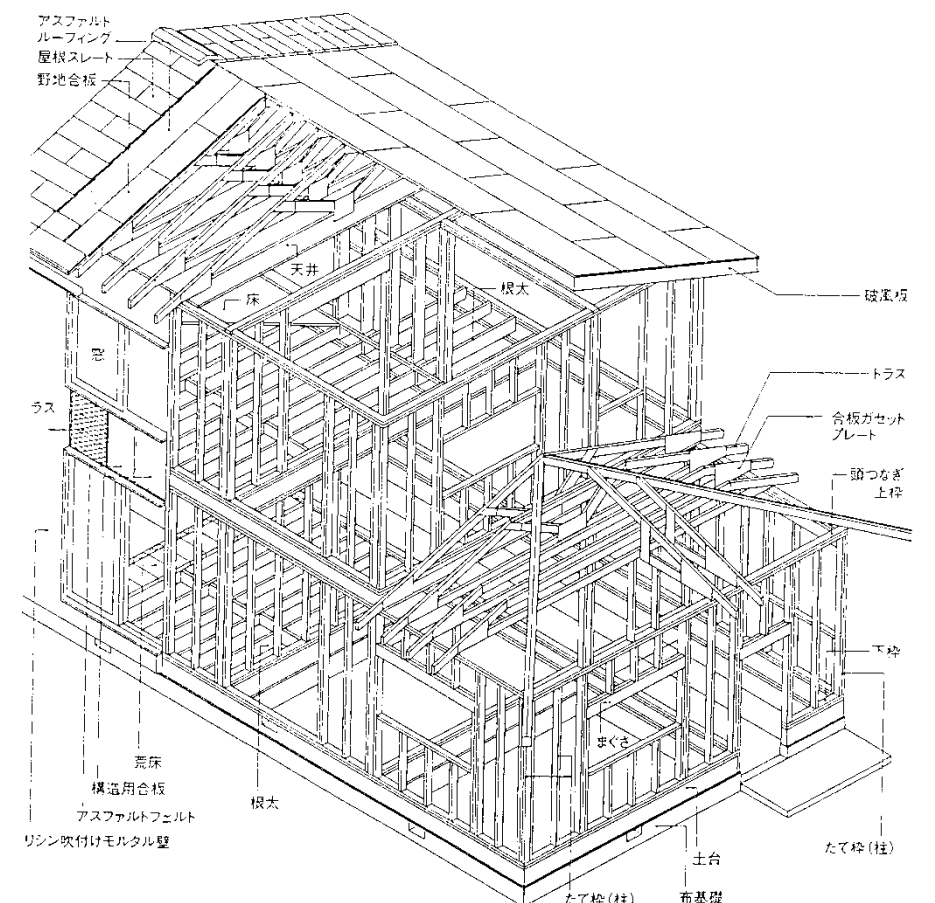 アスファルト
ルーフィング
屋根スレート
野地合板
天井
床
根太
破風板
窓
トラス
ラス
合板ガセット
プレート
頭つなぎ
上枠
下枠
まぐさ
荒床
構造用合板
根太
アスファルトフェルト
リシン吹付けモルタル壁
土台
たて枠(柱)
たて枠(柱)
布基礎